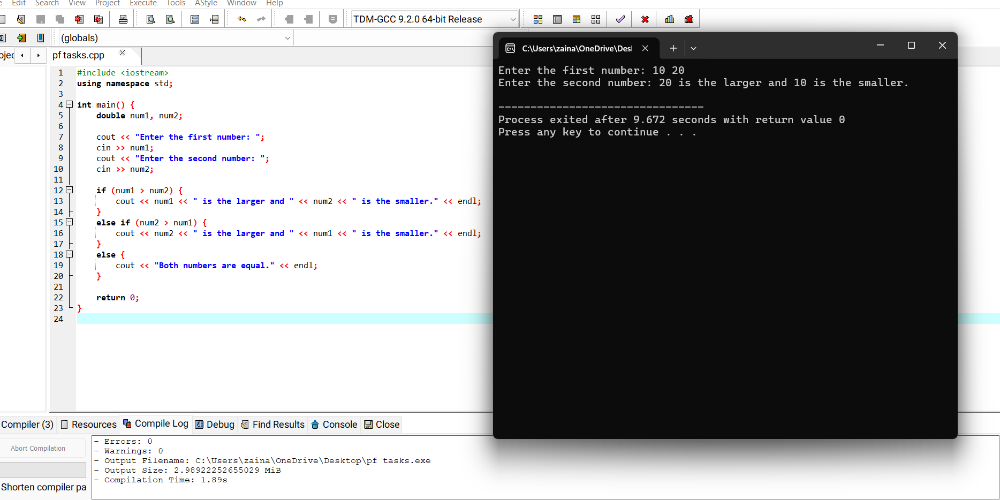 Edit Search View Project Execute Tools AStyle Window Help
TDM-GCC 9.2.0 64-bit Release
(globals)
pf tasks.cpp
1 #include <iostream>
2 using namespace std;
3
4 int main() {
5 double num1, num2;
6
7 cout << "Enter the first number: ";
8 cin >> num1;
9 cout << "Enter the second number: ";
10 cin >> num2;
11
12 if (num1 > num2) {
13 cout << num1 << " is the larger and " << num2 << " is the smaller." << endl;
14 }
15 else if (num2 > num1) {
16 cout << num2 << " is the larger and " << num1 << " is the smaller." << endl;
17 }
18 else {
19 cout << "Both numbers are equal." << endl;
20 }
21
22 return 0;
23 }
24
C:\Users\zaina\OneDrive\Desl
Enter the first number: 10 20
Enter the second number: 20 is the larger and 10 is the smaller.
--------------------------------
Process exited after 9.672 seconds with return value 0
Press any key to continue . . .
Compiler (3) Resources Compile Log Debug Find Results Console Close
Abort Compilation
Shorten compiler pa
- Errors: 0
- Warnings: 0
- Output Filename: C:\Users\zaina\OneDrive\Desktop\pf tasks.exe
- Output Size: 2.98922252655029 MiB
- Compilation Time: 1.89s